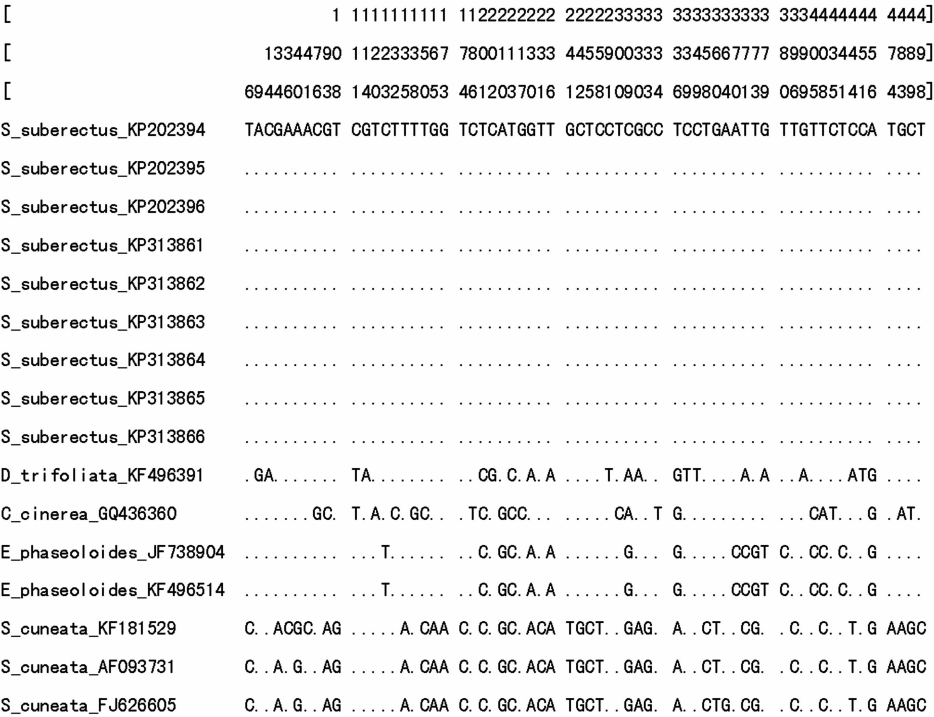 [         1 1111111111 1122222222 2222233333 3333333333 3334444444 4444]
[  13344790 1122333567 7800111333 4455900333 3345667777 8990034455 7889]
[ 6944601638 1403258053 4612037016 1258109034 6998040139 0695851416 4398]
S_suberectus_KP202394 TACGAAACGT CGTCTTTTGG TCTCATGGTT GCTCCTCGCC TCCTGAATTG TTGTTCTCCA TGCT
S_suberectus_KP202395 .......... .......... .......... .......... .......... .......... ....
S_suberectus_KP202396 .......... .......... .......... .......... .......... .......... ....
S_suberectus_KP313861 .......... .......... .......... .......... .......... .......... ....
S_suberectus_KP313862 .......... .......... .......... .......... .......... .......... ....
S_suberectus_KP313863 .......... .......... .......... .......... .......... .......... ....
S_suberectus_KP313864 .......... .......... .......... .......... .......... .......... ....
S_suberectus_KP313865 .......... .......... .......... .......... .......... .......... ....
S_suberectus_KP313866 .......... .......... .......... .......... .......... .......... ....
D_trifoliata_KF496391 .GA....... TA........ ..CG.C.A.A ....T.AA.. GTT....A.A ..A....ATG ....
C_cinerea_GQ436360 .......GC. T.A.C.GC.. .TC.GCC... .....CA..T G......... ...CAT...G .AT.
E_phaseoloides_JF738904 .......... ...T...... ..C.GC.A.A ......G... G.....CCGT C..CC.C..G ....
E_phaseoloides_KF496514 .......... ...T...... ..C.GC.A.A ......G... G.....CCGT C..CC.C..G ....
S_cuneata_KF181529 C..ACGC.AG .....A.CAA C.C.GC.ACA TGCT..GAG. A..CT..CG. .C..C..T.G AAGC
S_cuneata_AF093731 C..A.G..AG .....A.CAA C.C.GC.ACA TGCT..GAG. A..CT..CG. .C..C..T.G AAGC
S_cuneata_FJ626605 C..A.G..AG .....A.CAA C.C.GC.ACA TGCT..GAG. A..CTG.CG. .C..C..T.G AAGC